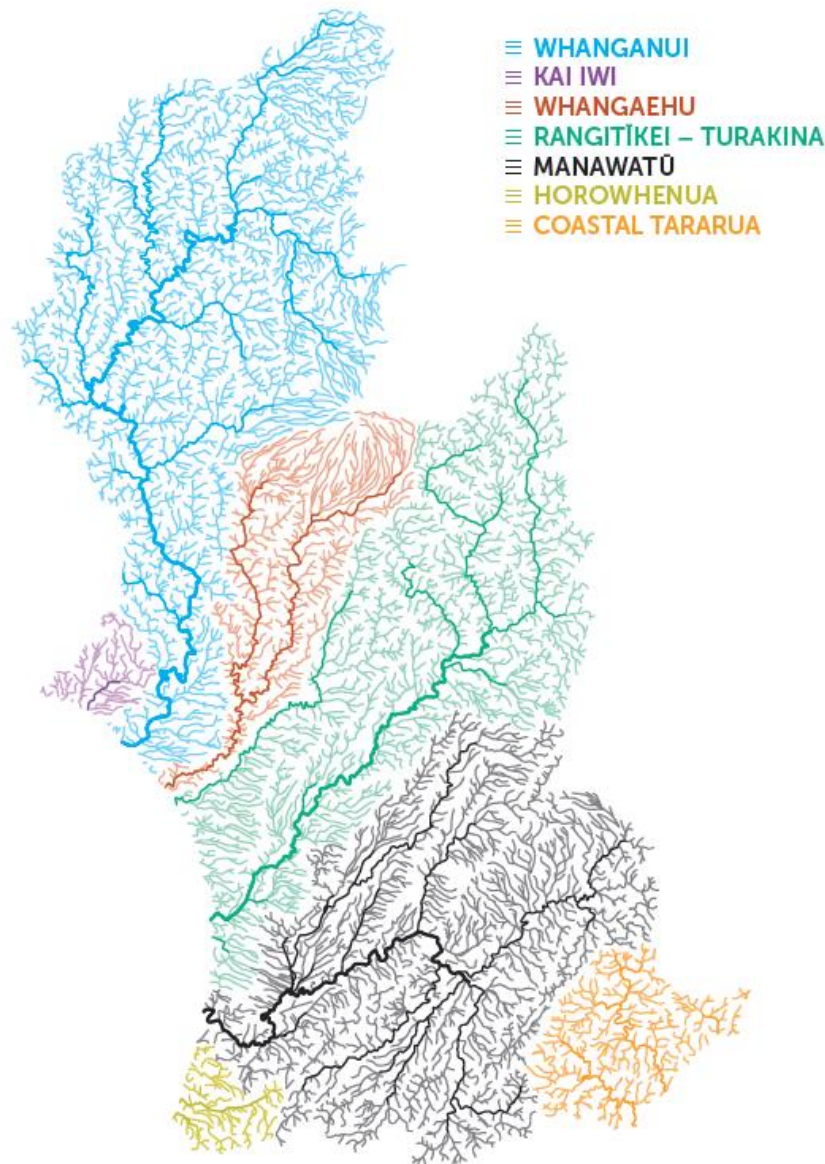 WHANGANUI
KAI IWI
WHANGAEHU
RANGITĪKEI – TURAKINA
MANAWATŪ
HOROWHENUA
COASTAL TARARUA